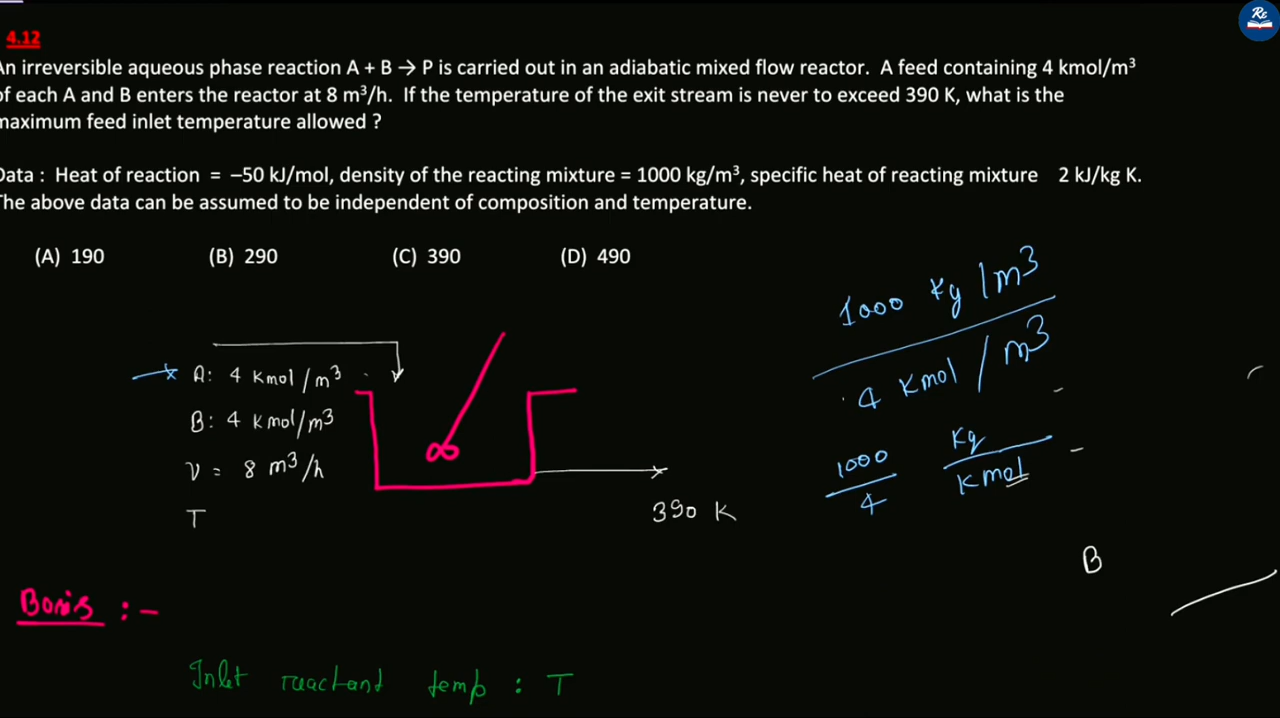 4.12
An irreversible aqueous phase reaction A + B → P is carried out in an adiabatic mixed flow reactor. A feed containing 4 kmol/m³
of each A and B enters the reactor at 8 m³/h. If the temperature of the exit stream is never to exceed 390 K, what is the
maximum feed inlet temperature allowed ?
Data : Heat of reaction = –50 kJ/mol, density of the reacting mixture = 1000 kg/m³, specific heat of reacting mixture 2 kJ/kg K.
The above data can be assumed to be independent of composition and temperature.
(A) 190 (B) 290 (C) 390 (D) 490
1000 Kg/m³
4 Kmol/m³
A: 4 Kmol/m³
B: 4 Kmol/m³
ν = 8 m³/h
T
390 K
1000 Kg
4 Kmol
B
Basis :-
Inlet reactant temp : T
Re